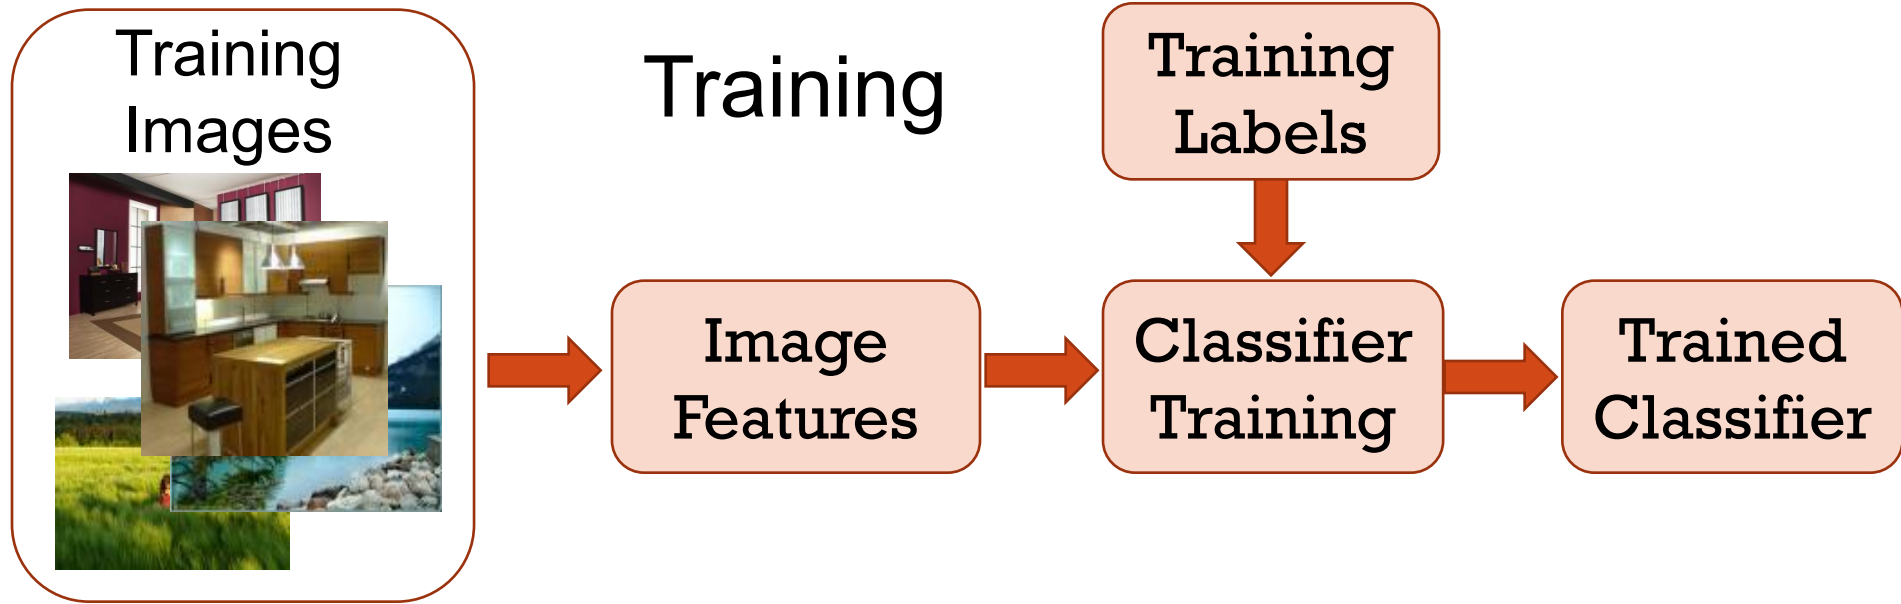 Training
Images
Training
Training
Labels
Image
Features
Classifier
Training
Trained
Classifier